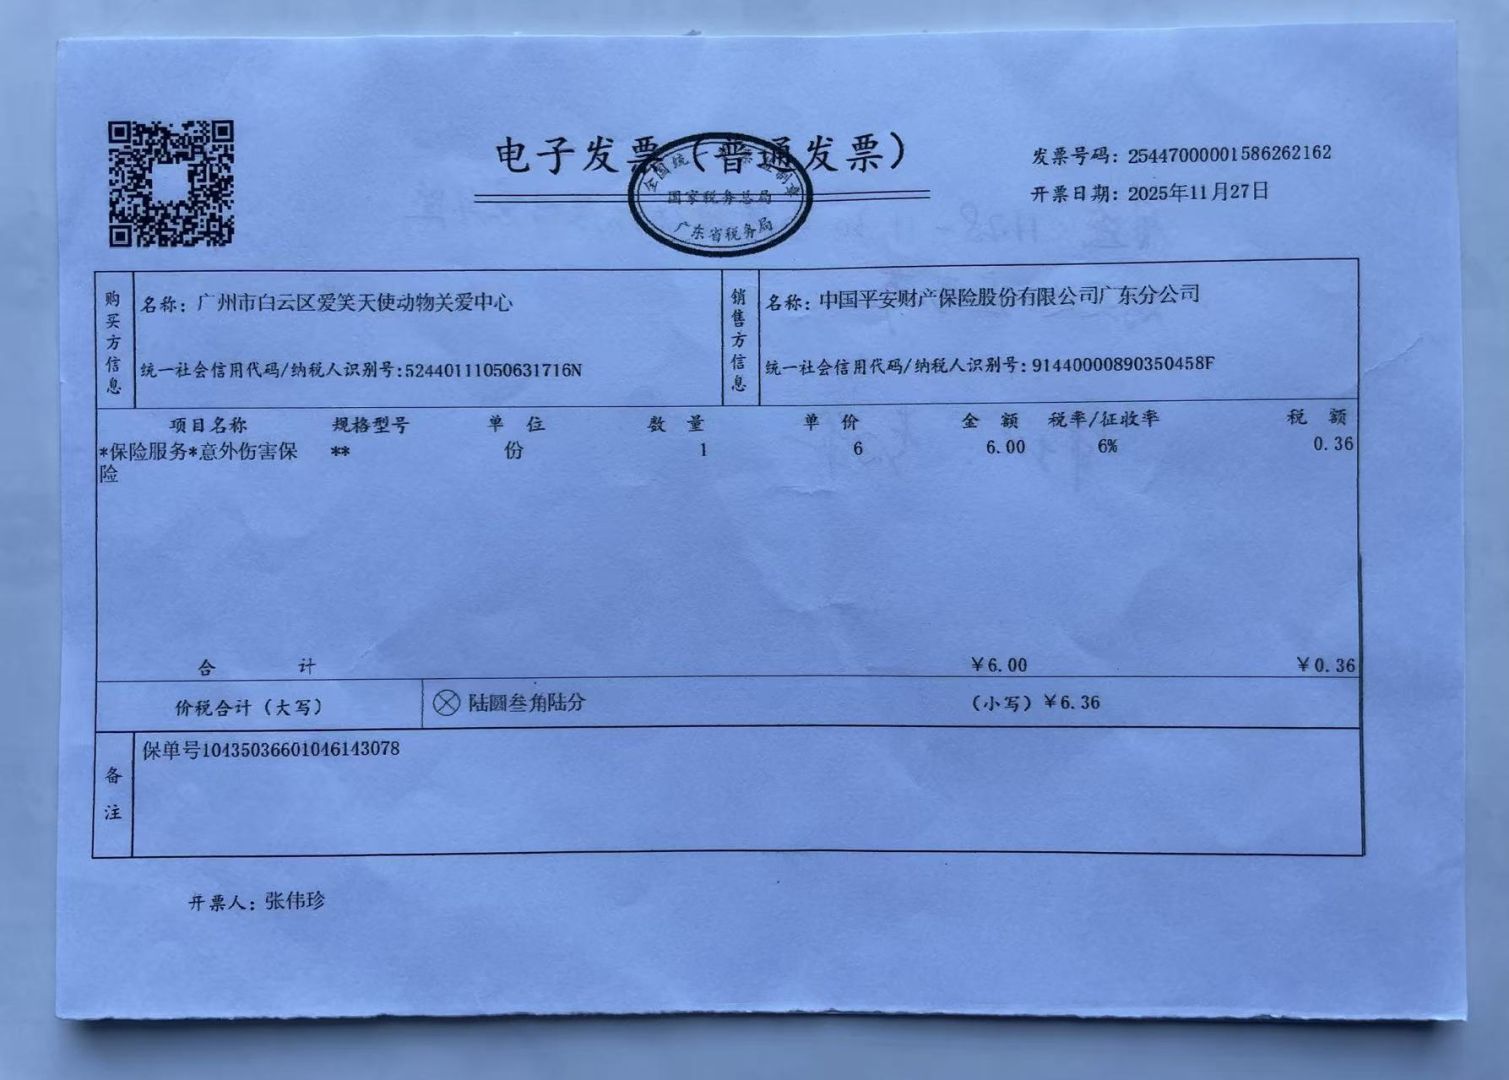 电子发票（普通发票）
全国统一发票监制章
国家税务总局
广东省税务局
发票号码：25447000001586262162
开票日期：2025年11月27日
购买方信息
名称：广州市白云区爱笑天使动物关爱中心
统一社会信用代码/纳税人识别号：52440111050631716N
销售方信息
名称：中国平安财产保险股份有限公司广东分公司
统一社会信用代码/纳税人识别号：91440000890350458F
项目名称 规格型号 单位 数量 单价 金额 税率/征收率 税额
*保险服务*意外伤害保 ** 份 1 6 6.00 6% 0.36
险
合计 ¥6.00 ¥0.36
价税合计（大写） ⊗ 陆圆叁角陆分 （小写）¥6.36
备注
保单号10435036601046143078
开票人：张伟珍